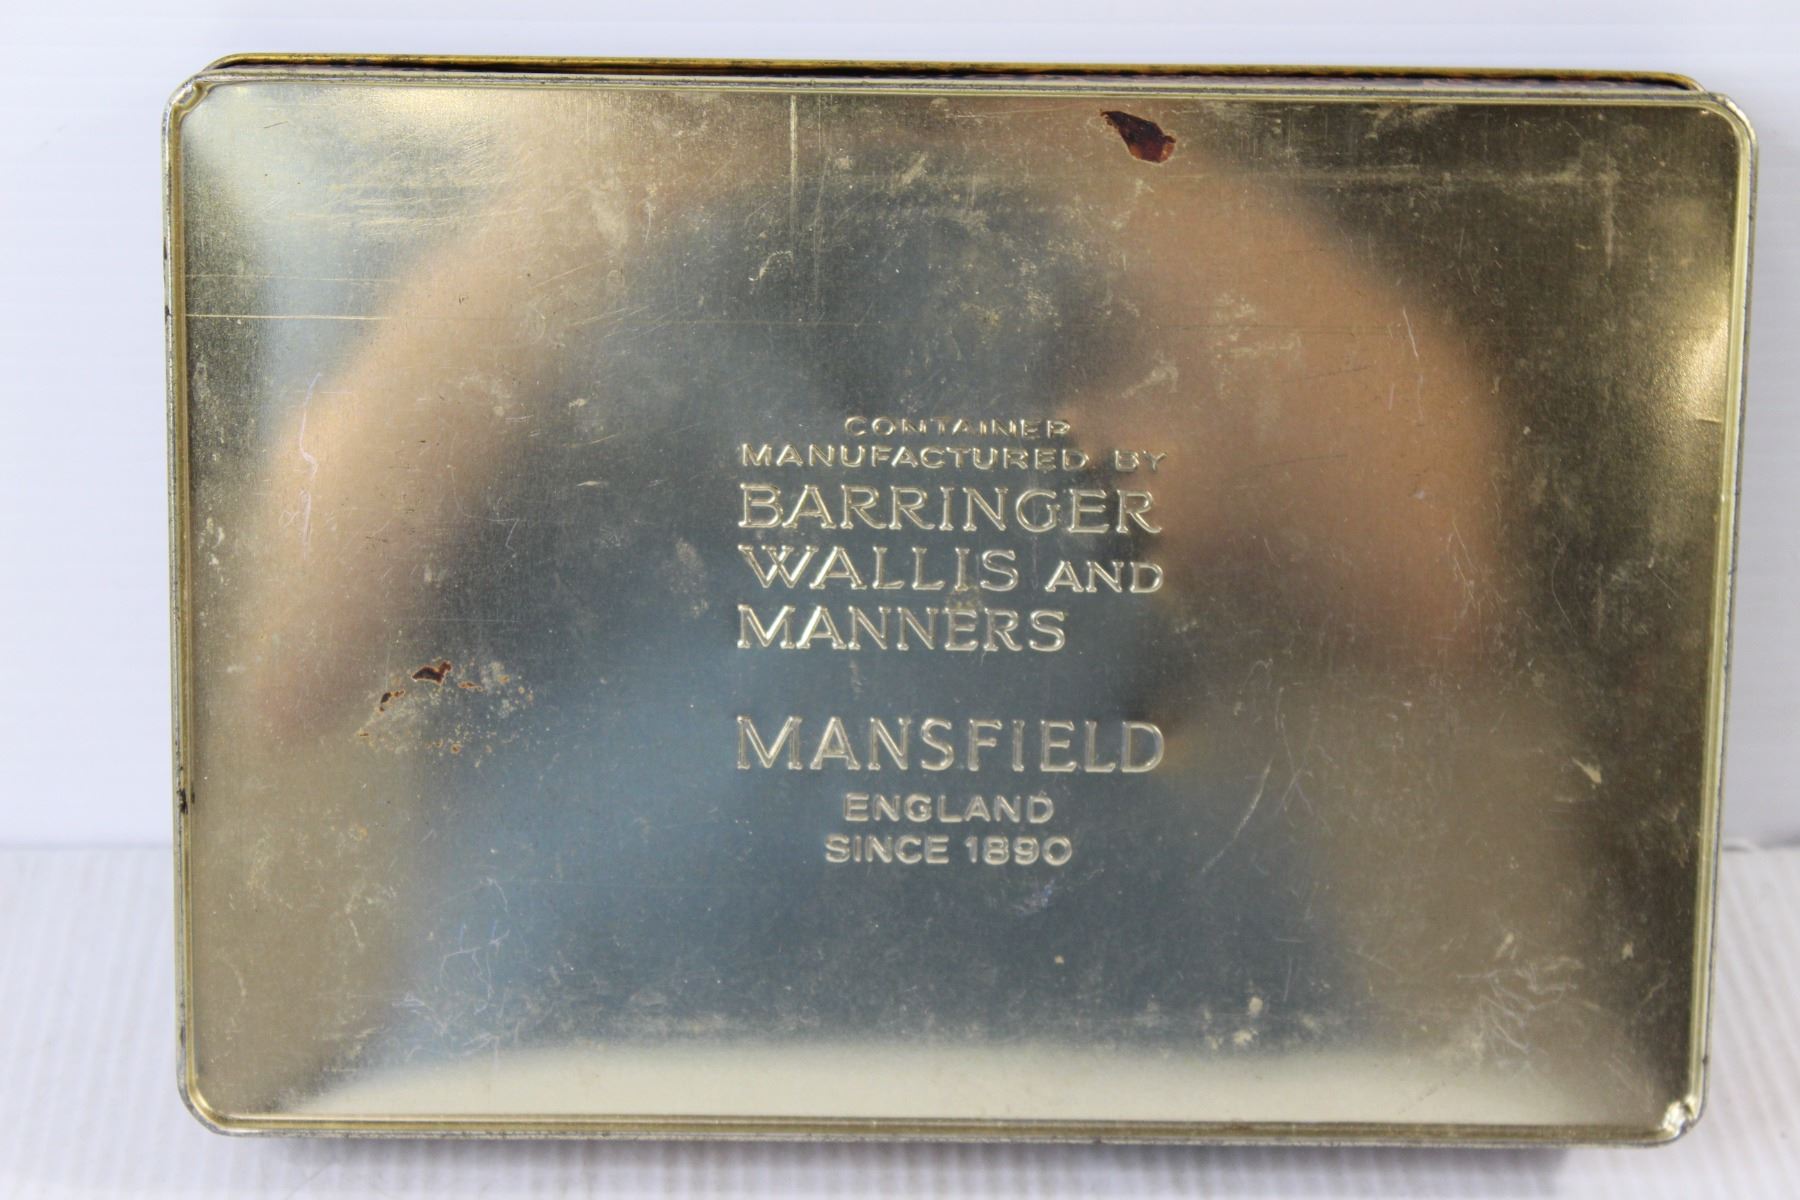 CONTAINER
MANUFACTURED BY
BARRINGER
WALLIS AND
MANNERS
MANSFIELD
ENGLAND
SINCE 1890